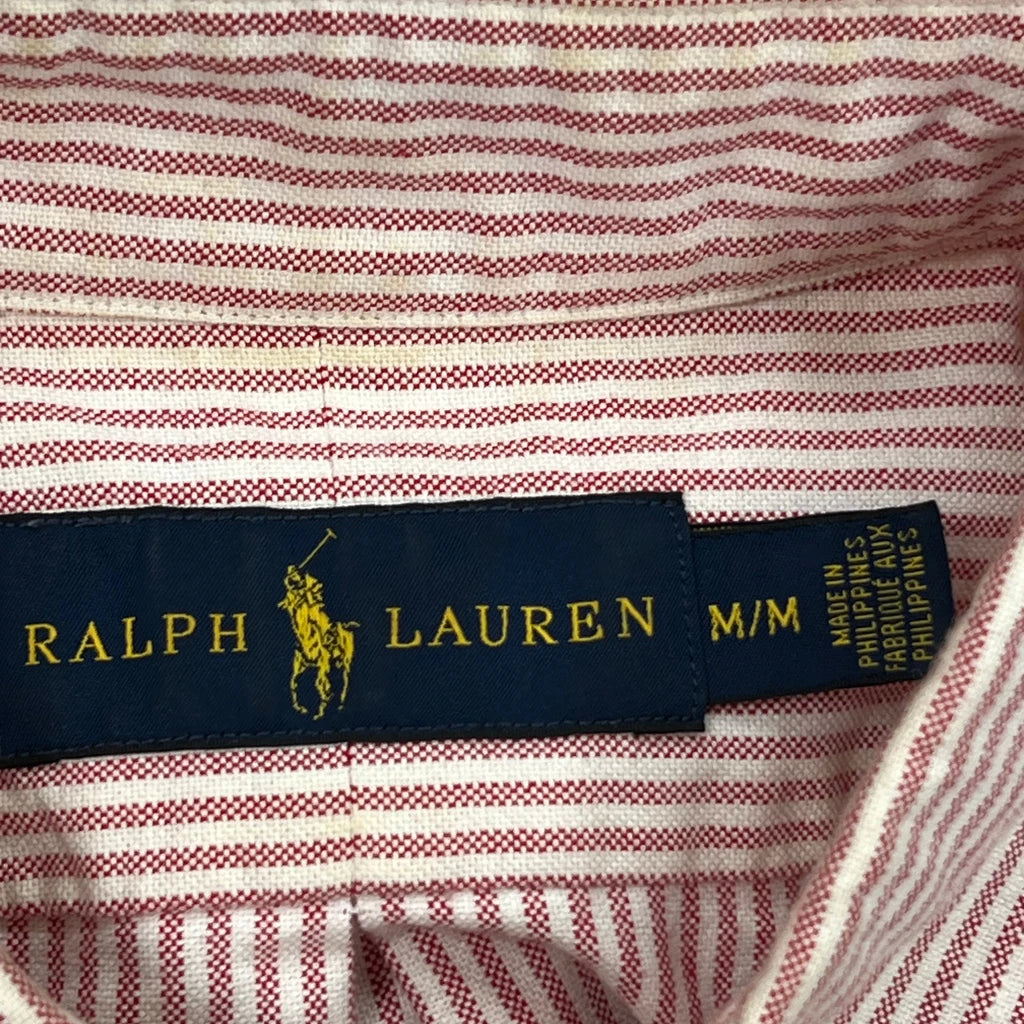 RALPH LAUREN
M/M
MADE IN
PHILIPPINES
FABRIQUÉ AUX
PHILIPPINES